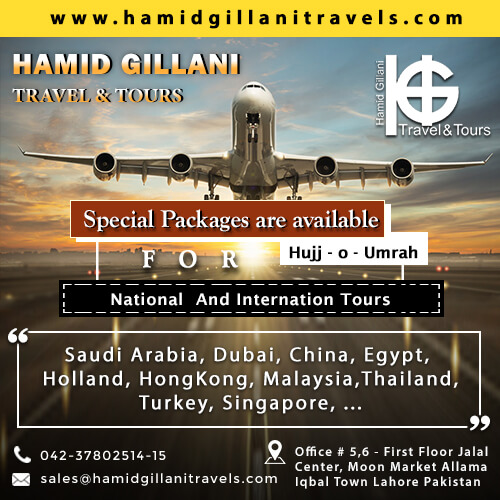 www.hamidgillanitravels.com
HAMID GILLANI
TRAVEL & TOURS
Hamid Gillani
HG
Travel & Tours
Special Packages are available
FOR
Hujj - o - Umrah
National And Internation Tours
Saudi Arabia, Dubai, China, Egypt,
Holland, HongKong, Malaysia,Thailand,
Turkey, Singapore, ...
042-37802514-15
sales@hamidgillanitravels.com
Office # 5,6 - First Floor Jalal
Center, Moon Market Allama
Iqbal Town Lahore Pakistan